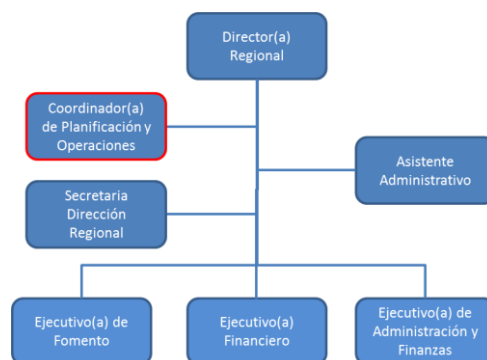 Director(a)
Regional
Coordinador(a)
de Planificación y
Operaciones
Asistente
Administrativo
Secretaria
Dirección
Regional
Ejecutivo(a) de
Fomento
Ejecutivo(a)
Financiero
Ejecutivo(a) de
Administración y
Finanzas